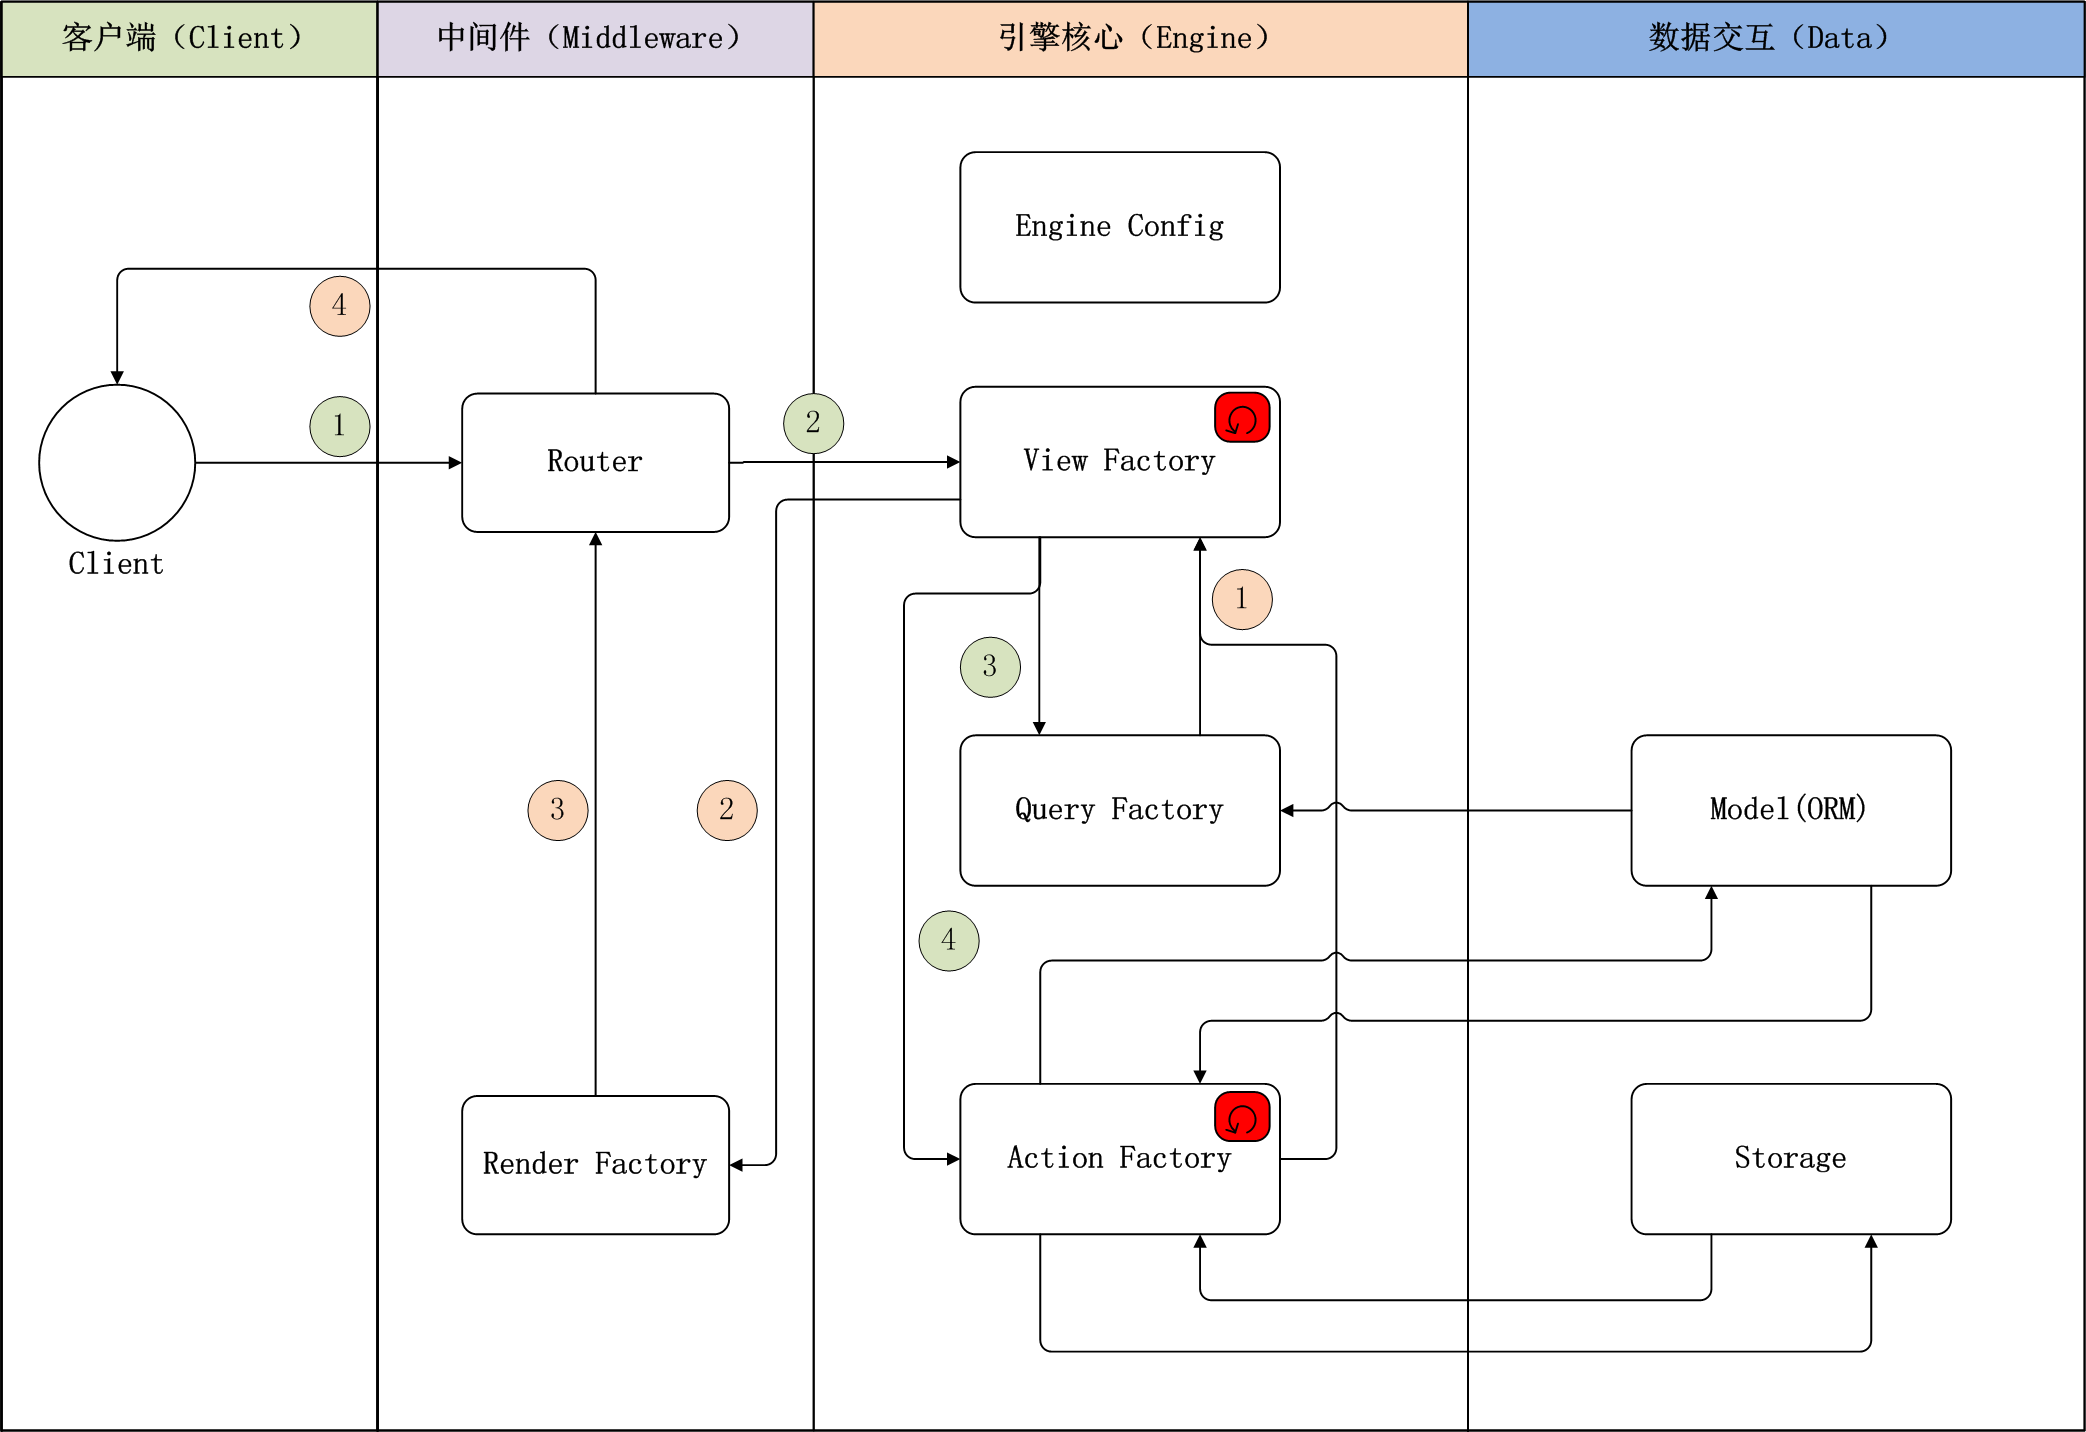 客户端（Client）
中间件（Middleware）
引擎核心（Engine）
数据交互（Data）
Engine Config
4
1
2
Router
View Factory
Client
1
3
3
2
Query Factory
Model(ORM)
4
Render Factory
Action Factory
Storage